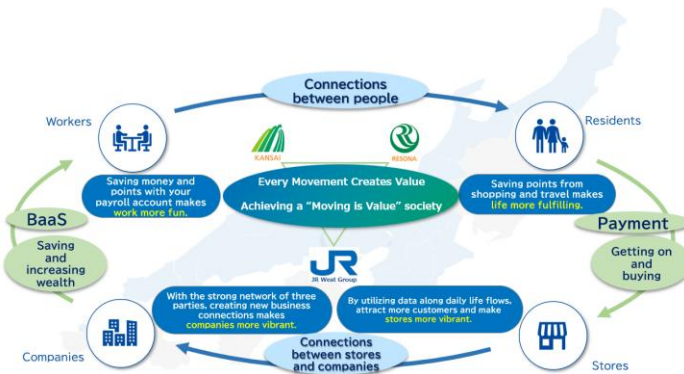 Connections
between people
Workers
Residents
KANSAI
RESONA
Every Movement Creates Value
Achieving a "Moving is Value" society
Saving money and
points with your
payroll account makes
work more fun.
Saving points from
shopping and travel makes
life more fulfilling.
BaaS
Saving
and
increasing
wealth
Payment
Getting on
and
buying
JR
JR West Group
With the strong network of three
parties, creating new business
connections makes
companies more vibrant.
By utilizing data along daily life flows,
attract more customers and make
stores more vibrant.
Companies
Connections
between stores
and companies
Stores